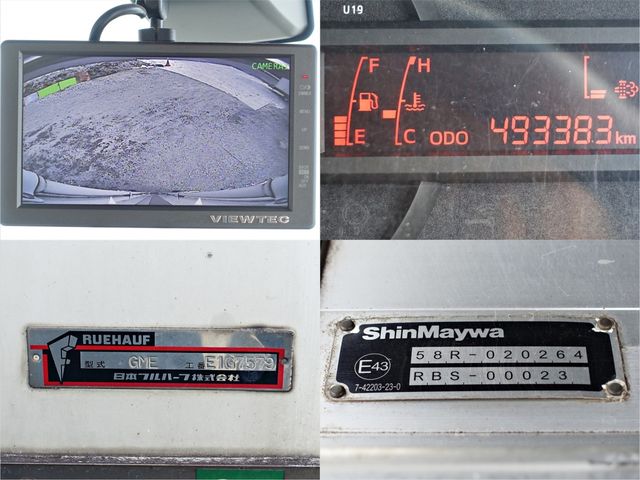 CAMERA
VIEWTEC
U19
F
H
E
C
ODO
493383 km
RUEHAUF
型式 GME 工番 E1G7579
日本フルハーフ株式会社
ShinMaywa
E43
58R-020264
RBS-00023
7-42203-23-0